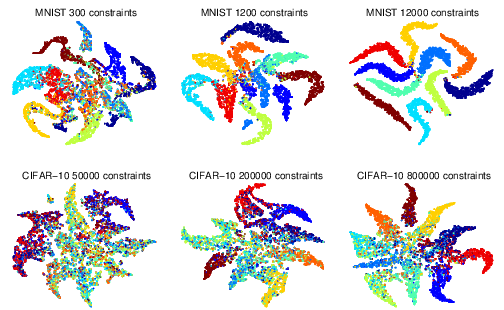 MNIST 300 constraints
MNIST 1200 constraints
MNIST 12000 constraints
CIFAR−10 50000 constraints
CIFAR−10 200000 constraints
CIFAR−10 800000 constraints